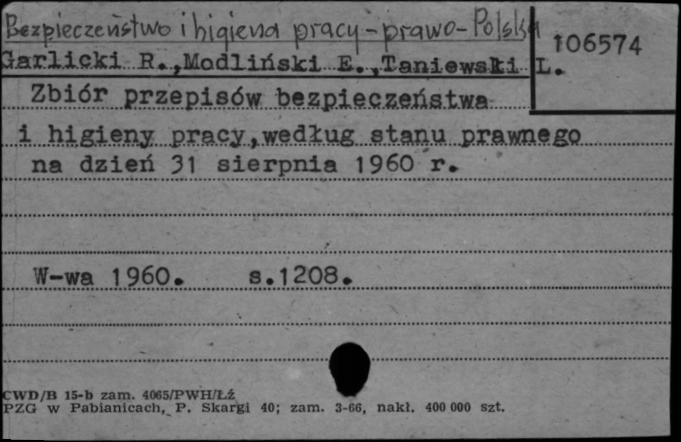 Bezpieczeństwo i higiena pracy - prawo - Polska
106574
Garlicki R.,Modliński E.,Taniewski L.
Zbiór przepisów bezpieczeństwa
i higieny pracy,według stanu prawnego
na dzień 31 sierpnia 1960 r.
W-wa 1960. s.1208.
CWD/B 15-b zam. 4065/PWH/Łź
PZG w Pabianicach, P. Skargi 40; zam. 3-66, nakł. 400 000 szt.